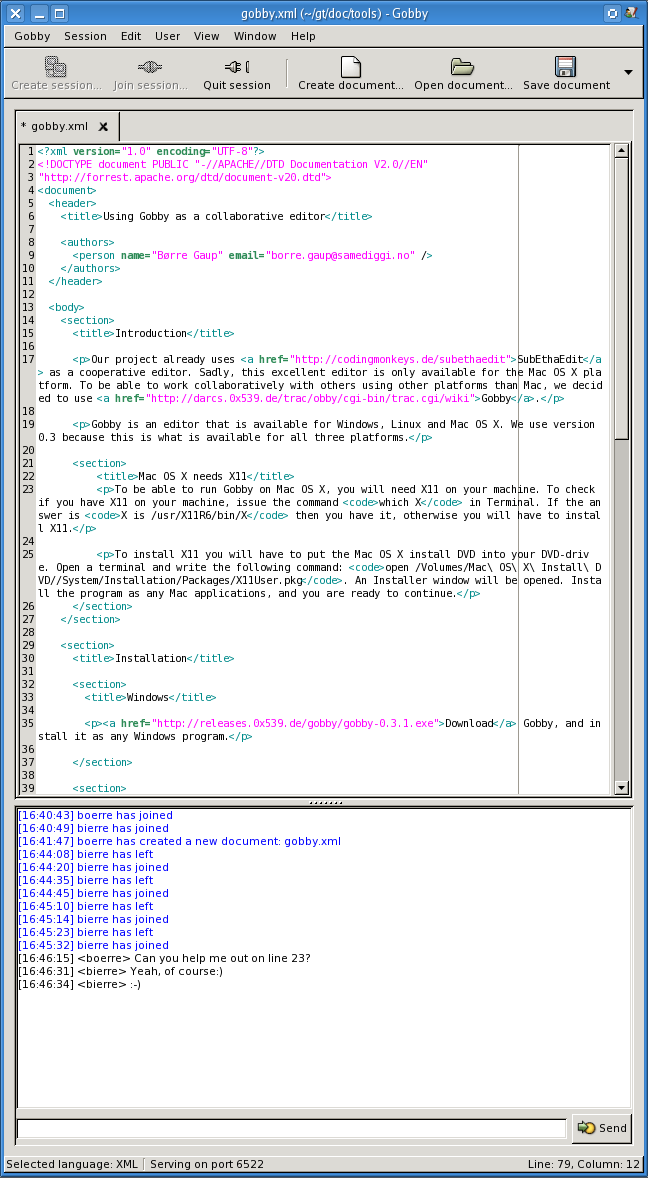 gobby.xml (~/gt/doc/tools) - Gobby
Gobby Session Edit User View Window Help
Create session... Join session... Quit session Create document... Open document... Save document
* gobby.xml
1 <?xml version="1.0" encoding="UTF-8"?>
2 <!DOCTYPE document PUBLIC "-//APACHE//DTD Documentation V2.0//EN"
3 "http://forrest.apache.org/dtd/document-v20.dtd">
4 <document>
5   <header>
6     <title>Using Gobby as a collaborative editor</title>
7
8     <authors>
9       <person name="Børre Gaup" email="borre.gaup@samediggi.no" />
10     </authors>
11   </header>
12
13   <body>
14     <section>
15       <title>Introduction</title>
16
17       <p>Our project already uses <a href="http://codingmonkeys.de/subethaedit">SubEthaEdit</a
> as a cooperative editor. Sadly, this excellent editor is only available for the Mac OS X pla
tform. To be able to work collaboratively with others using other platforms than Mac, we decid
ed to use <a href="http://darcs.0x539.de/trac/obby/cgi-bin/trac.cgi/wiki">Gobby</a>.</p>
18
19       <p>Gobby is an editor that is available for Windows, Linux and Mac OS X. We use version
0.3 because this is what is available for all three platforms.</p>
20
21       <section>
22           <title>Mac OS X needs X11</title>
23           <p>To be able to run Gobby on Mac OS X, you will need X11 on your machine. To check
if you have X11 on your machine, issue the command <code>which X</code> in Terminal. If the an
swer is <code>X is /usr/X11R6/bin/X</code> then you have it, otherwise you will have to instal
l X11.</p>
24
25           <p>To install X11 you will have to put the Mac OS X install DVD into your DVD-driv
e. Open a terminal and write the following command: <code>open /Volumes/Mac\ OS\ X\ Install\ D
VD//System/Installation/Packages/X11User.pkg</code>. An Installer window will be opened. Insta
ll the program as any Mac applications, and you are ready to continue.</p>
26       </section>
27     </section>
28
29     <section>
30       <title>Installation</title>
31
32       <section>
33         <title>Windows</title>
34
35         <p><a href="http://releases.0x539.de/gobby/gobby-0.3.1.exe">Download</a> Gobby, and in
stall it as any Windows program.</p>
36
37       </section>
38
39       <section>
[16:40:43] boerre has joined
[16:40:49] bierre has joined
[16:41:47] boerre has created a new document: gobby.xml
[16:44:08] bierre has left
[16:44:20] bierre has joined
[16:44:35] bierre has left
[16:44:45] bierre has joined
[16:45:10] bierre has left
[16:45:14] bierre has joined
[16:45:23] bierre has left
[16:45:32] bierre has joined
[16:46:15] <boerre> Can you help me out on line 23?
[16:46:31] <bierre> Yeah, of course:)
[16:46:34] <bierre> :-)
Send
Selected language: XML Serving on port 6522 Line: 79, Column: 12